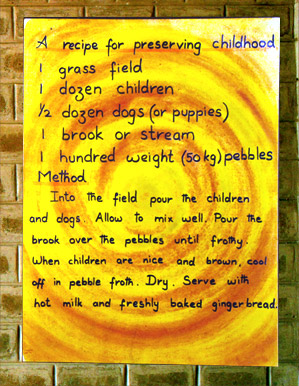 A recipe for preserving childhood
1 grass field
1 dozen children
½ dozen dogs (or puppies)
1 brook or stream
1 hundred weight (50kg) pebbles
Method
Into the field pour the children
and dogs. Allow to mix well. Pour the
brook over the pebbles until frothy.
When children are nice and brown, cool
off in pebble froth. Dry. Serve with
hot milk and freshly baked gingerbread.